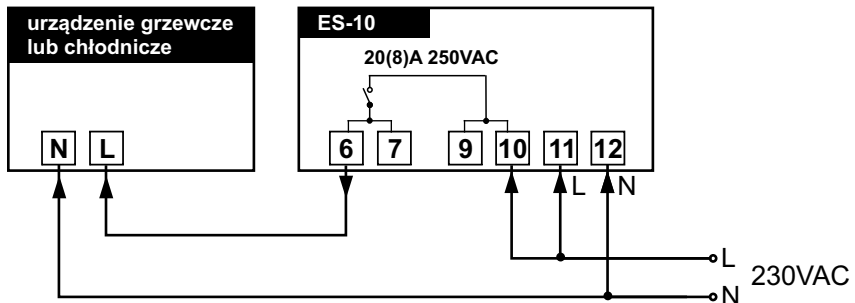 urządzenie grzewcze
lub chłodnicze
ES-10
20(8)A 250VAC
N L
6 7 9 10 11 12
L N
L
230VAC
N